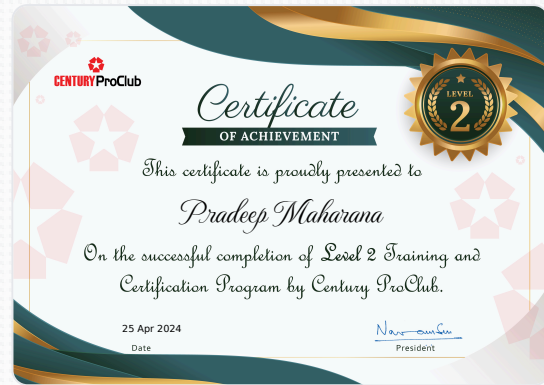 CENTURY ProClub
Certificate
OF ACHIEVEMENT
LEVEL
2
This certificate is proudly presented to
Pradeep Maharana
On the successful completion of Level 2 Training and
Certification Program by Century ProClub.
25 Apr 2024
Date
President